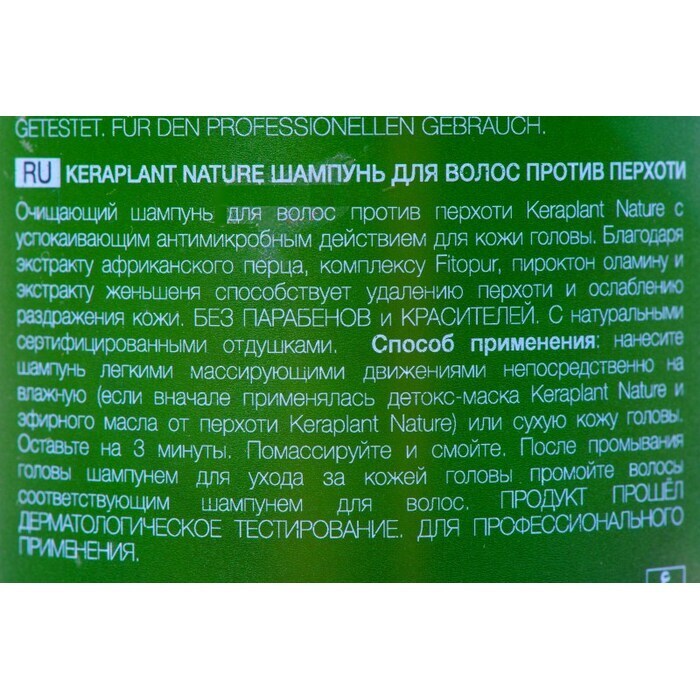 GETESTET. FÜR DEN PROFESSIONELLEN GEBRAUCH.
RU KERAPLANT NATURE ШАМПУНЬ ДЛЯ ВОЛОС ПРОТИВ ПЕРХОТИ
Очищающий шампунь для волос против перхоти Keraplant Nature с
успокаивающим антимикробным действием для кожи головы. Благодаря
экстракту африканского перца, комплексу Fitopur, пироктон оламину и
экстракту женьшеня способствует удалению перхоти и ослаблению
раздражения кожи. БЕЗ ПАРАБЕНОВ и КРАСИТЕЛЕЙ. С натуральными
сертифицированными отдушками. Способ применения: нанесите
шампунь легкими массирующими движениями непосредственно на
влажную (если вначале применялась детокс-маска Keraplant Nature и
эфирного масла от перхоти Keraplant Nature) или сухую кожу головы.
Оставьте на 3 минуты. Помассируйте и смойте. После промывания
головы шампунем для ухода за кожей головы промойте волосы
соответствующим шампунем для волос. ПРОДУКТ ПРОШЁЛ
ДЕРМАТОЛОГИЧЕСКОЕ ТЕСТИРОВАНИЕ. ДЛЯ ПРОФЕССИОНАЛЬНОГО
ПРИМЕНЕНИЯ.